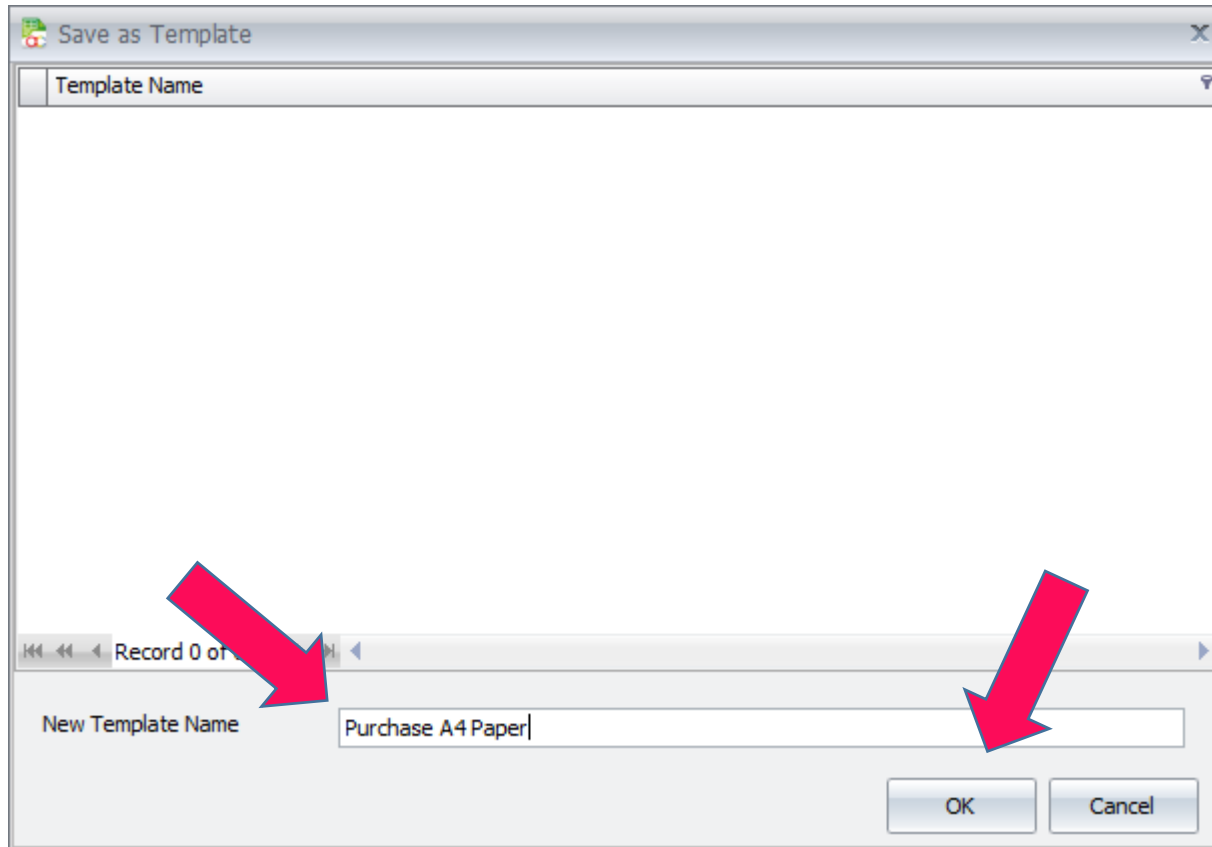 Save as Template
Template Name
Record 0 of
New Template Name
Purchase A4 Paper
OK
Cancel